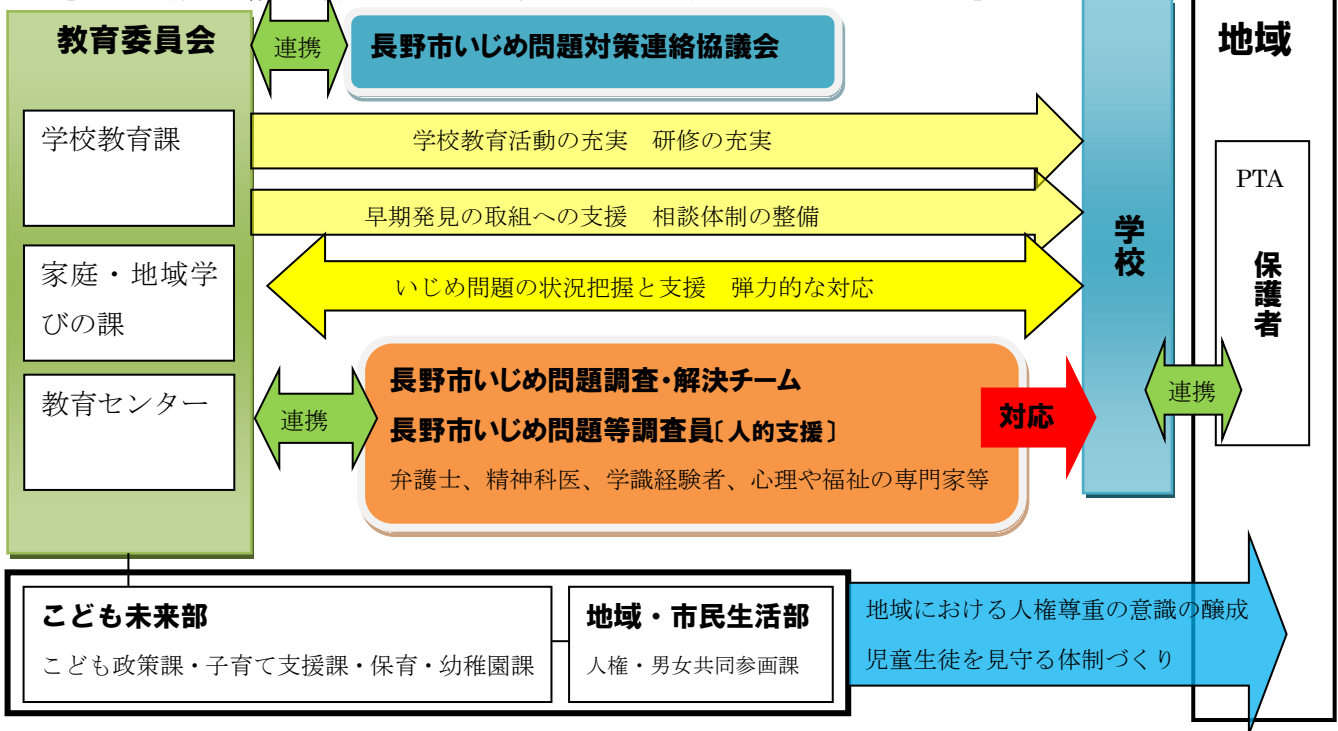 教育委員会
連携
長野市いじめ問題対策連絡協議会
地域
学校教育課
学校教育活動の充実　研修の充実
PTA
早期発見の取組への支援　相談体制の整備
学校
保護者
家庭・地域学
びの課
いじめ問題の状況把握と支援　弾力的な対応
教育センター
連携
長野市いじめ問題調査・解決チーム
長野市いじめ問題等調査員〔人的支援〕
弁護士、精神科医、学識経験者、心理や福祉の専門家等
対応
連携
こども未来部
こども政策課・子育て支援課・保育・幼稚園課
地域・市民生活部
人権・男女共同参画課
地域における人権尊重の意識の醸成
児童生徒を見守る体制づくり